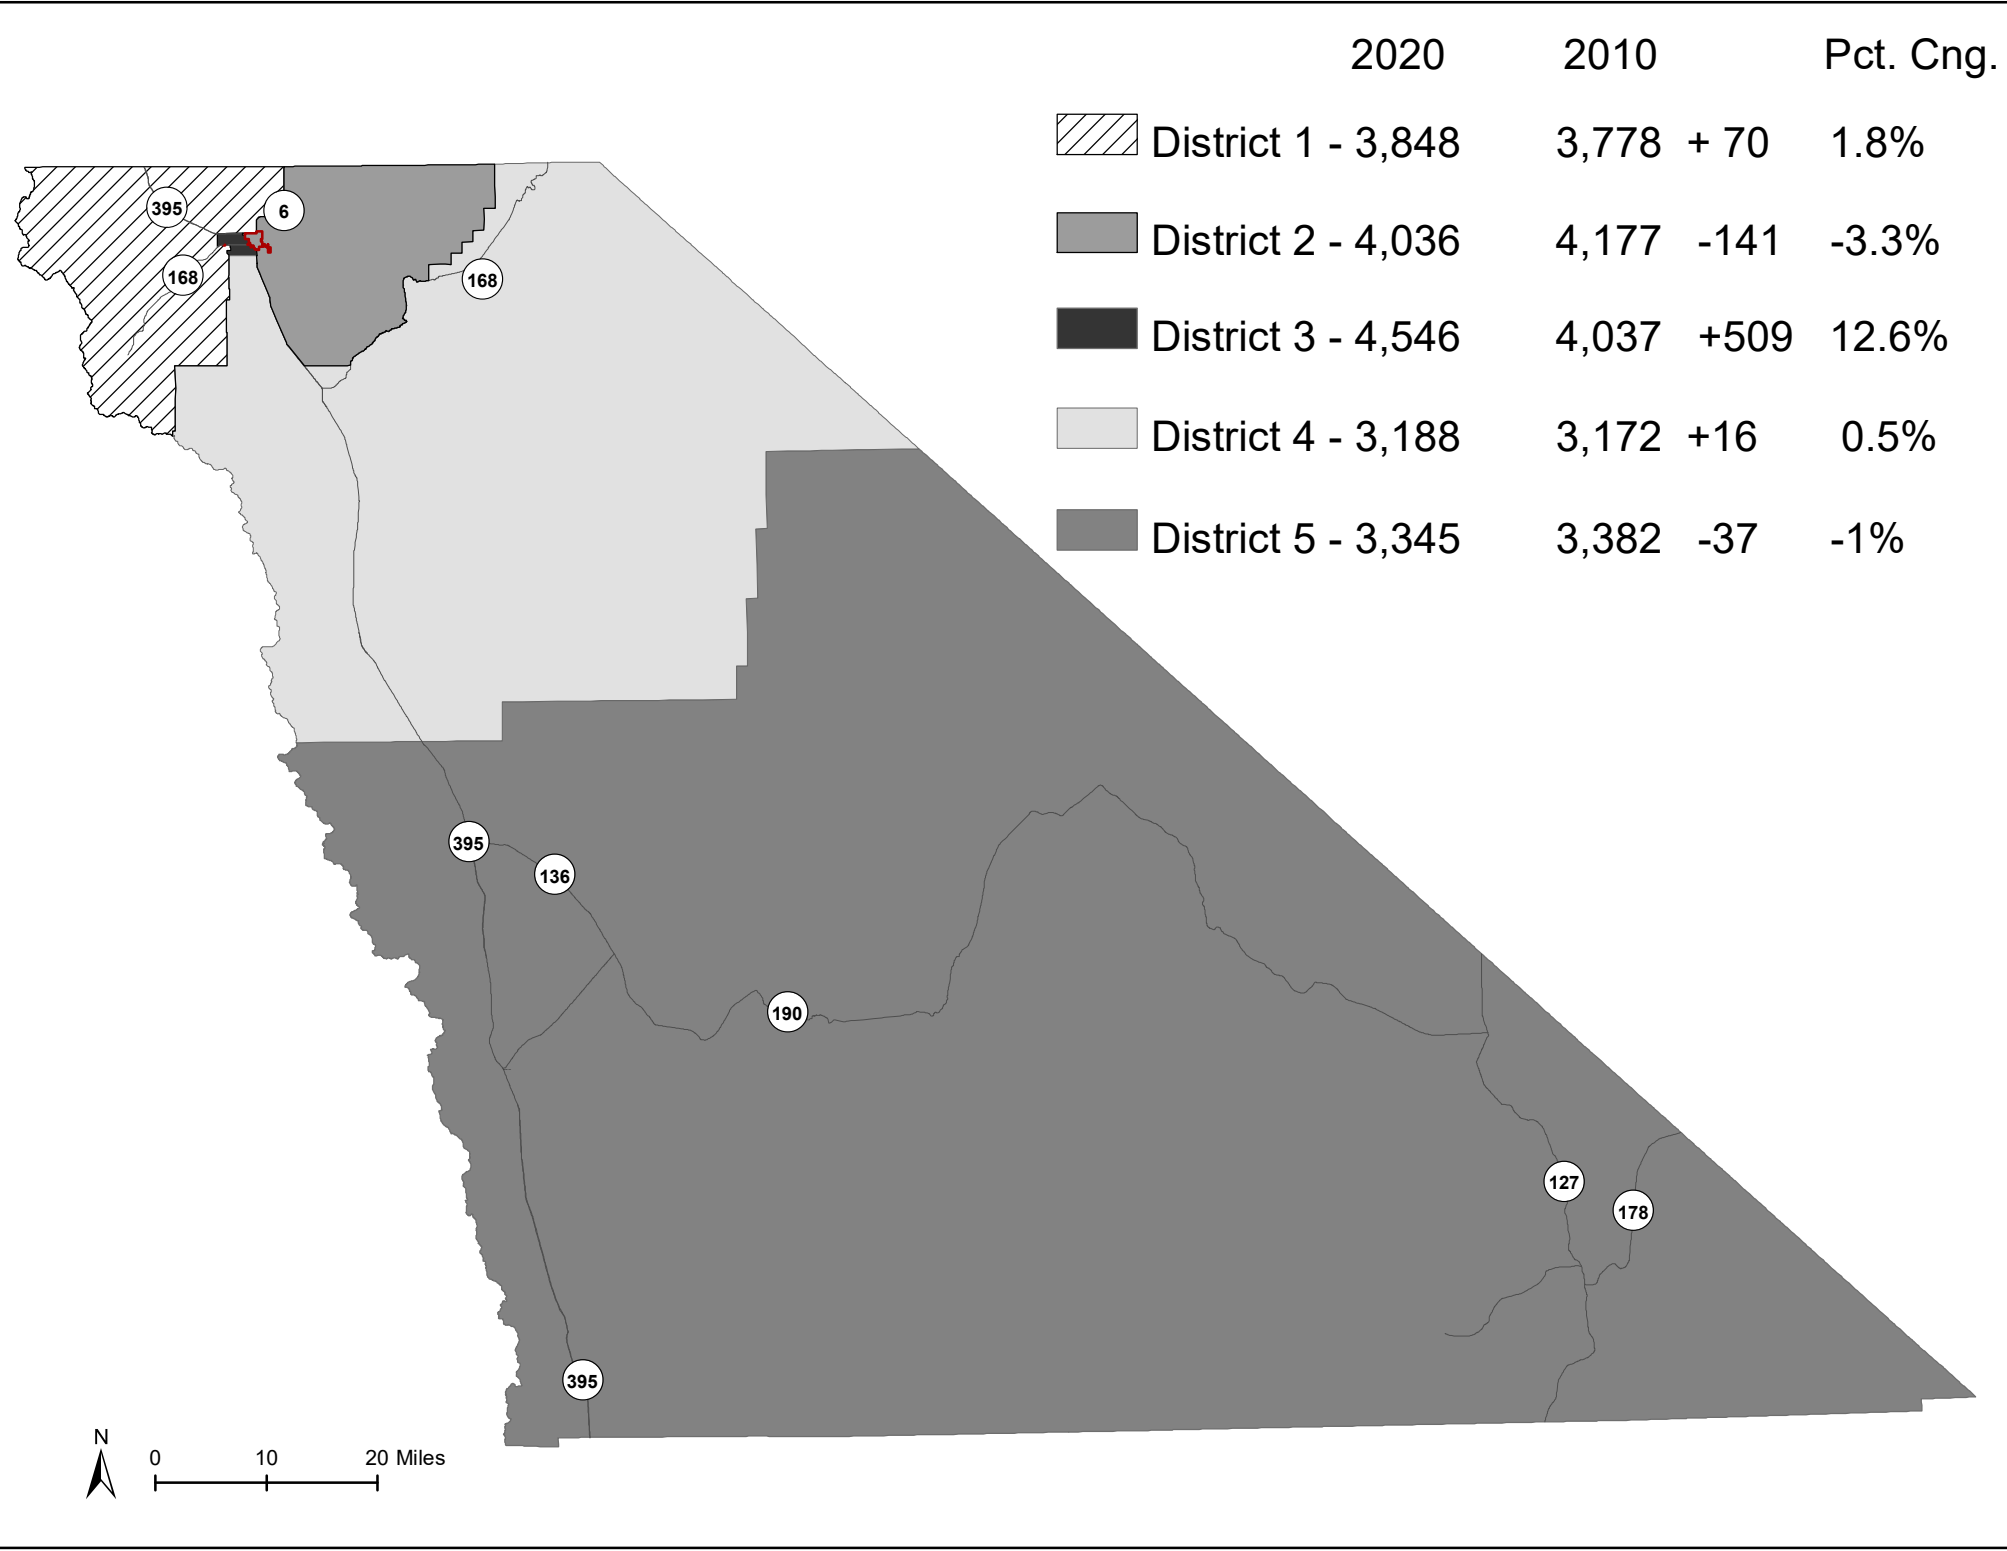 2020 2010 Pct. Cng.
District 1 - 3,848 3,778 + 70 1.8%
District 2 - 4,036 4,177 -141 -3.3%
District 3 - 4,546 4,037 +509 12.6%
District 4 - 3,188 3,172 +16 0.5%
District 5 - 3,345 3,382 -37 -1%
395
6
168
168
395
136
190
127
178
395
N
0 10 20 Miles